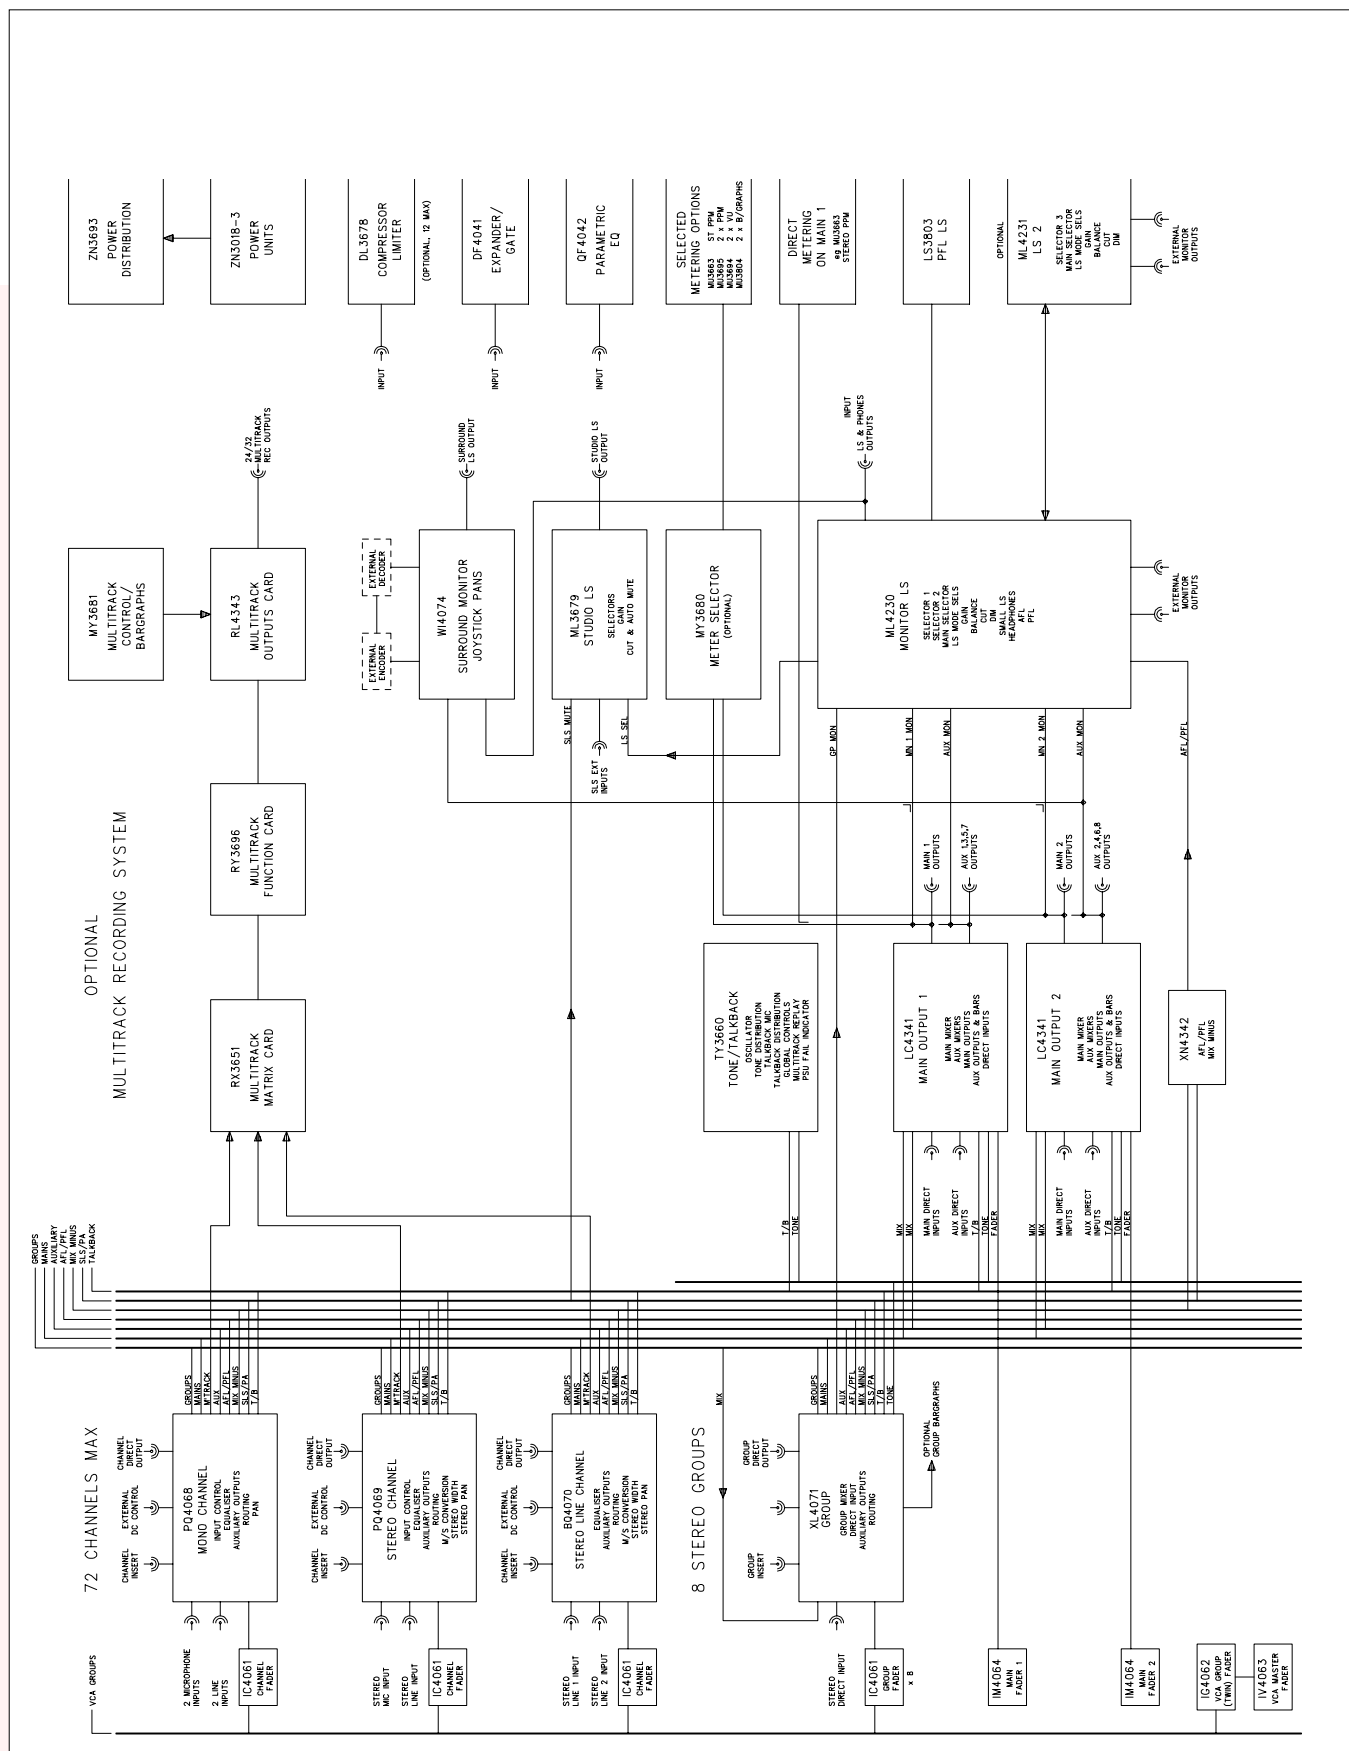 72 CHANNELS MAX
VCA GROUPS
CHANNEL
INSERT
EXTERNAL
DC CONTROL
CHANNEL
DIRECT
OUTPUT
2 MICROPHONE
INPUTS
2 LINE
INPUTS
PQ4068
MONO CHANNEL
INPUT CONTROL
EQUALISER
AUXILIARY OUTPUTS
ROUTING
PAN
IC4061
CHANNEL
FADER
GROUPS
MAINS
M'TRACK
AUX
AFL/PFL
MIX MINUS
SLS/PA
T/B
CHANNEL
INSERT
EXTERNAL
DC CONTROL
CHANNEL
DIRECT
OUTPUT
STEREO
MIC INPUT
STEREO
LINE INPUT
PQ4069
STEREO CHANNEL
INPUT CONTROL
EQUALISER
AUXILIARY OUTPUTS
ROUTING
M/S CONVERSION
STEREO WIDTH
STEREO PAN
IC4061
CHANNEL
FADER
GROUPS
MAINS
M'TRACK
AUX
AFL/PFL
MIX MINUS
SLS/PA
T/B
CHANNEL
INSERT
EXTERNAL
DC CONTROL
CHANNEL
DIRECT
OUTPUT
STEREO
LINE 1 INPUT
STEREO
LINE 2 INPUT
BQ4070
STEREO LINE CHANNEL
EQUALISER
AUXILIARY OUTPUTS
ROUTING
M/S CONVERSION
STEREO WIDTH
STEREO PAN
IC4061
CHANNEL
FADER
GROUPS
MAINS
M'TRACK
AUX
AFL/PFL
MIX MINUS
SLS/PA
T/B
8 STEREO GROUPS
MIX
GROUP
INSERT
GROUP
DIRECT
OUTPUT
STEREO
DIRECT INPUT
XL4071
GROUP
GROUP MIXER
DIRECT INPUT
AUXILIARY OUTPUTS
ROUTING
IC4061
GROUP
FADER
x 8
GROUPS
MAINS
AUX
AFL/PFL
MIX MINUS
SLS/PA
T/B
TONE
OPTIONAL
GROUP BARGRAPHS
IM4064
MAIN
FADER 1
IM4064
MAIN
FADER 2
IG4062
VCA GROUP
(TWIN) FADER
IV4063
VCA MASTER
FADER
GROUPS
MAINS
AUXILIARY
AFL/PFL
MIX MINUS
SLS/PA
TALKBACK
OPTIONAL
MULTITRACK RECORDING SYSTEM
RX3651
MULTITRACK
MATRIX CARD
RY3696
MULTITRACK
FUNCTION CARD
RL4343
MULTITRACK
OUTPUTS CARD
MY3681
MULTITRACK
CONTROL/
BARGRAPHS
24/32
MULTITRACK
REC OUTPUTS
TY3660
TONE/TALKBACK
OSCILLATOR
TONE DISTRIBUTION
TALKBACK MIC
TALKBACK DISTRIBUTION
GLOBAL CONTROLS
MULTITRACK REPLAY
PSU FAIL INDICATOR
T/B
TONE
MIX
MIX
MAIN DIRECT
INPUTS
AUX DIRECT
INPUTS
T/B
TONE
FADER
LC4341
MAIN OUTPUT 1
MAIN MIXER
AUX MIXERS
MAIN OUTPUTS
AUX OUTPUTS & BARS
DIRECT INPUTS
MAIN 1
OUTPUTS
AUX 1,3,5,7
OUTPUTS
MIX
MIX
MAIN DIRECT
INPUTS
AUX DIRECT
INPUTS
T/B
TONE
FADER
LC4341
MAIN OUTPUT 2
MAIN MIXER
AUX MIXERS
MAIN OUTPUTS
AUX OUTPUTS & BARS
DIRECT INPUTS
MAIN 2
OUTPUTS
AUX 2,4,6,8
OUTPUTS
XN4342
AFL/PFL
MIX MINUS
EXTERNAL
ENCODER
EXTERNAL
DECODER
WI4074
SURROUND MONITOR
JOYSTICK PANS
SURROUND
LS OUTPUT
SLS MUTE
SLS EXT
INPUTS
LS SEL
ML3679
STUDIO LS
SELECTORS
GAIN
CUT & AUTO MUTE
STUDIO LS
OUTPUT
MY3680
METER SELECTOR
(OPTIONAL)
GP MON
MN 1 MON
AUX MON
MN 2 MON
AUX MON
AFL/PFL
ML4230
MONITOR LS
SELECTOR 1
SELECTOR 2
MAIN SELECTOR
LS MODE SELS
GAIN
BALANCE
CUT
DIM
SMALL LS
HEADPHONES
AFL
PFL
INPUT
LS & PHONES
OUTPUTS
EXTERNAL
MONITOR
OUTPUTS
ZN3693
POWER
DISTRIBUTION
ZN3018-3
POWER
UNITS
DL3678
COMPRESSOR
LIMITER
(OPTIONAL, 12 MAX)
INPUT
DF4041
EXPANDER/
GATE
INPUT
QF4042
PARAMETRIC
EQ
INPUT
SELECTED
METERING OPTIONS
MU3663 ST PPM
MU3695 2 x PPM
MU3694 2 x VU
MU3804 2 x B/GRAPHS
DIRECT
METERING
ON MAIN 1
eg MU3663
STEREO PPM
LS3803
PFL LS
OPTIONAL
ML4231
LS 2
SELECTOR 3
MAIN SELECTOR
LS MODE SELS
GAIN
BALANCE
CUT
DIM
EXTERNAL
MONITOR
OUTPUTS